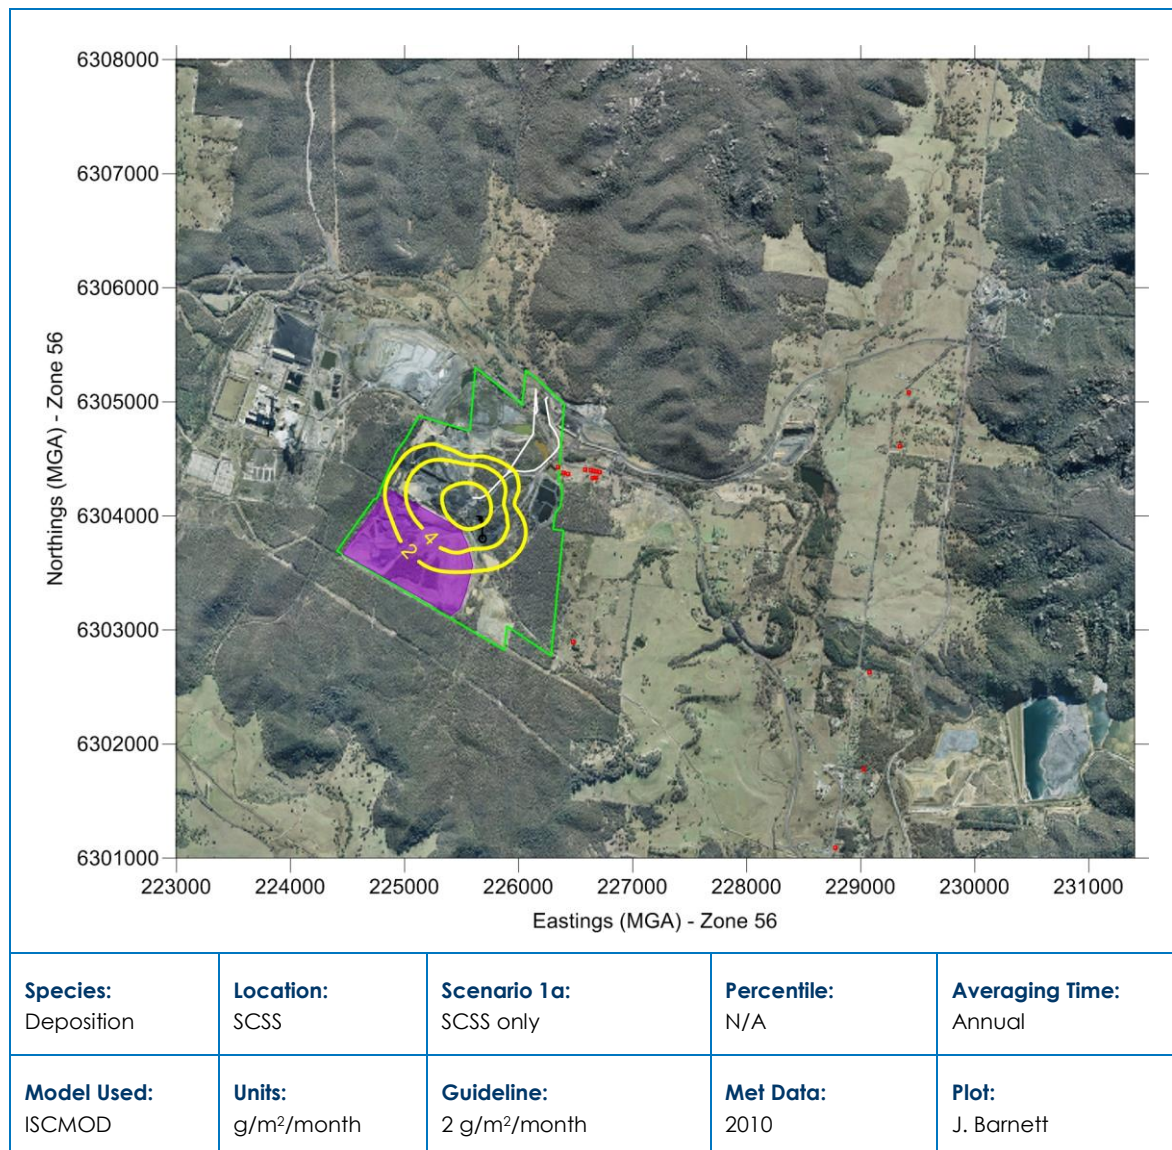 6308000
6307000
6306000
6305000
6304000
6303000
6302000
6301000
Northings (MGA) - Zone 56
2
4
223000 224000 225000 226000 227000 228000 229000 230000 231000
Eastings (MGA) - Zone 56
Species: Location: Scenario 1a: Percentile: Averaging Time:
Deposition SCSS SCSS only N/A Annual
Model Used: Units: Guideline: Met Data: Plot:
ISCMOD g/m²/month 2 g/m²/month 2010 J. Barnett